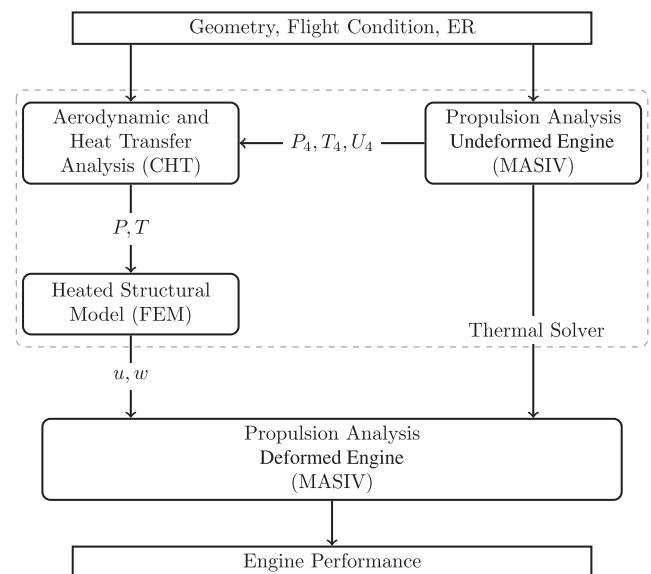 Geometry, Flight Condition, ER
Aerodynamic and
Heat Transfer
Analysis (CHT)
P₄, T₄, U₄
Propulsion Analysis
Undeformed Engine
(MASIV)
P, T
Heated Structural
Model (FEM)
Thermal Solver
u, w
Propulsion Analysis
Deformed Engine
(MASIV)
Engine Performance